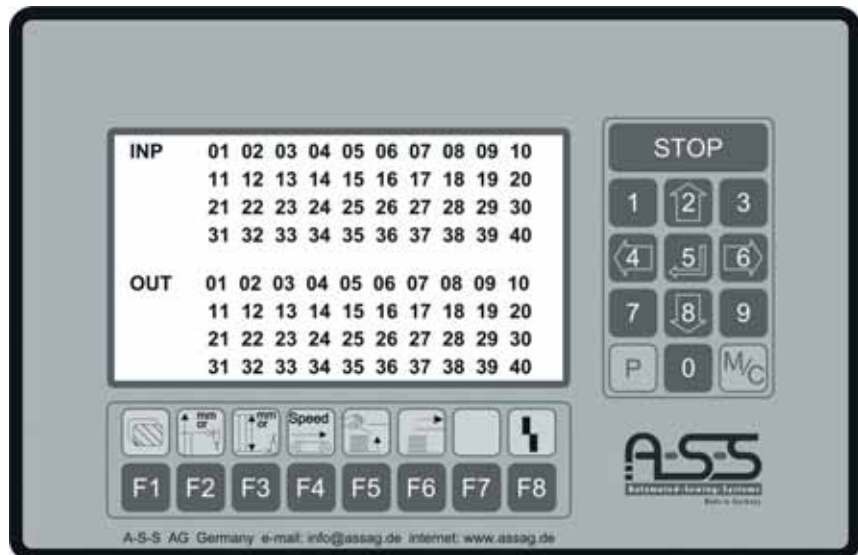 INP 01 02 03 04 05 06 07 08 09 10
11 12 13 14 15 16 17 18 19 20
21 22 23 24 25 26 27 28 29 30
31 32 33 34 35 36 37 38 39 40
OUT 01 02 03 04 05 06 07 08 09 10
11 12 13 14 15 16 17 18 19 20
21 22 23 24 25 26 27 28 29 30
31 32 33 34 35 36 37 38 39 40
STOP
1 2 3
4 5 6
7 8 9
P 0 M/C
mm or mm or Speed
F1 F2 F3 F4 F5 F6 F7 F8
A-S-S
Automated-Sewing-Systems
Made in Germany
A-S-S AG Germany e-mail: info@assag.de internet: www.assag.de